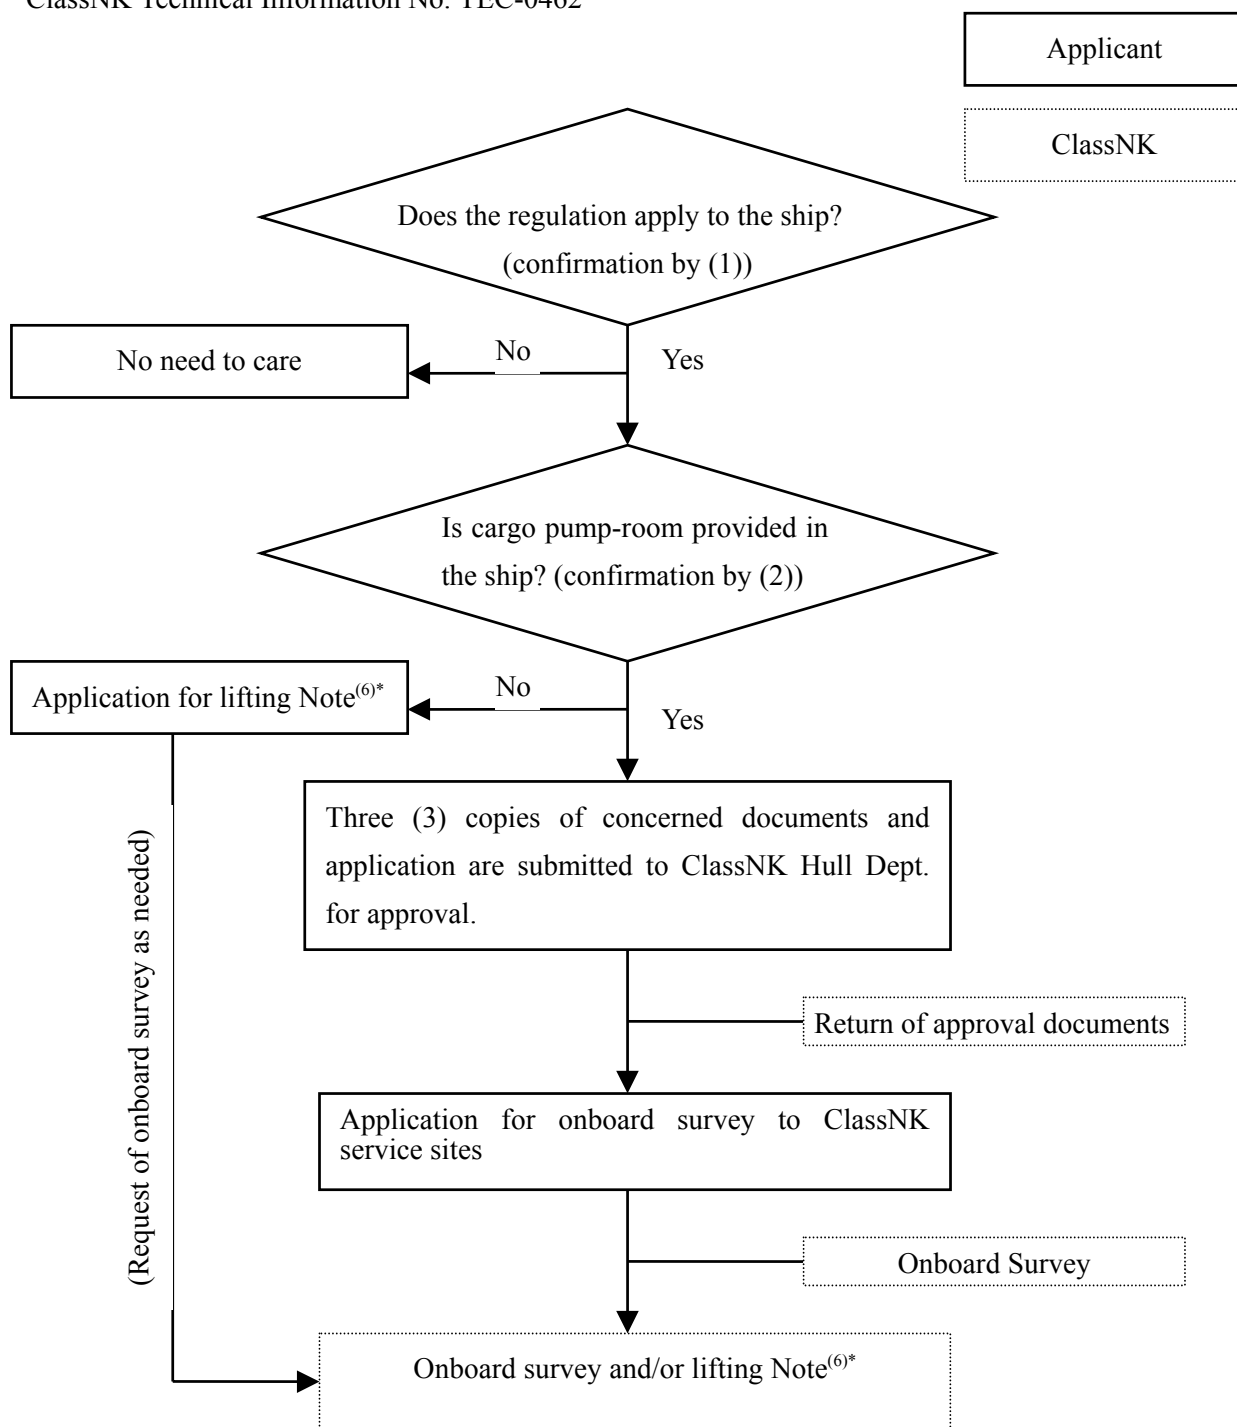 ClassNK Technical Information No. TEC-0462
Applicant
ClassNK
Does the regulation apply to the ship?
(confirmation by (1))
No
Yes
No need to care
Is cargo pump-room provided in
the ship? (confirmation by (2))
Application for lifting Note(6)*
No
Yes
Three (3) copies of concerned documents and
application are submitted to ClassNK Hull Dept.
for approval.
(Request of onboard survey as needed)
Return of approval documents
Application for onboard survey to ClassNK
service sites
Onboard Survey
Onboard survey and/or lifting Note(6)*